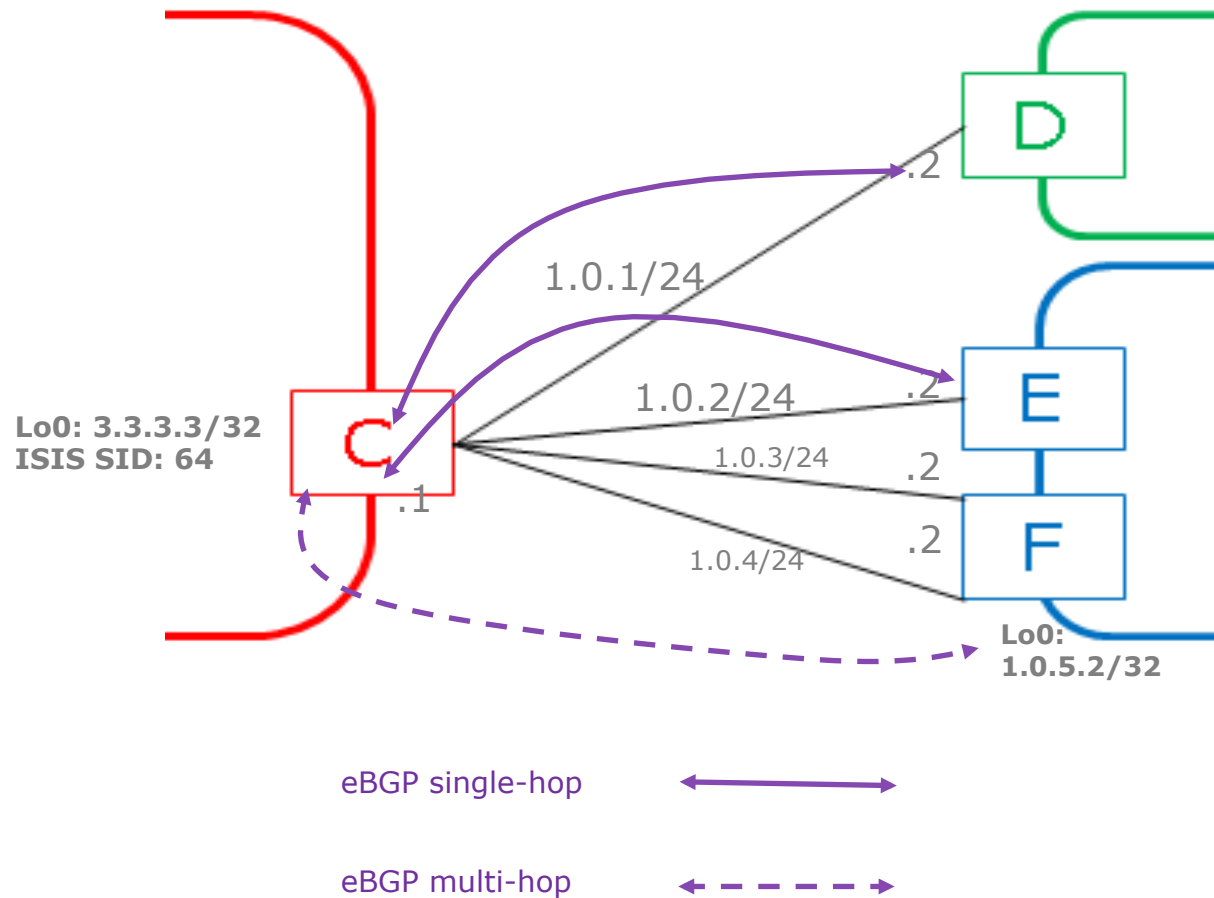 D
.2
1.0.1/24
1.0.2/24
.2
E
Lo0: 3.3.3.3/32
ISIS SID: 64
C
.1
1.0.3/24
.2
1.0.4/24
.2
F
Lo0:
1.0.5.2/32
eBGP single-hop
eBGP multi-hop